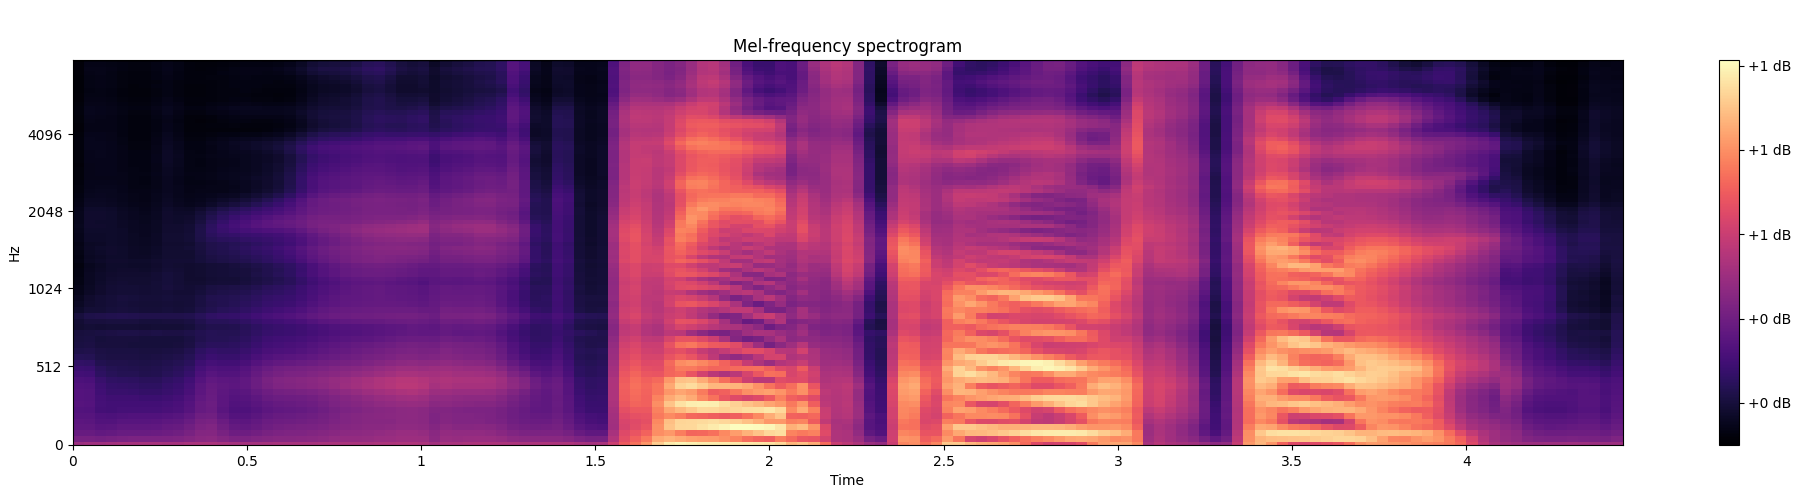 Mel-frequency spectrogram
+1 dB
+1 dB
+1 dB
+0 dB
+0 dB
Hz
4096
2048
1024
512
0
0 0.5 1 1.5 2 2.5 3 3.5 4
Time